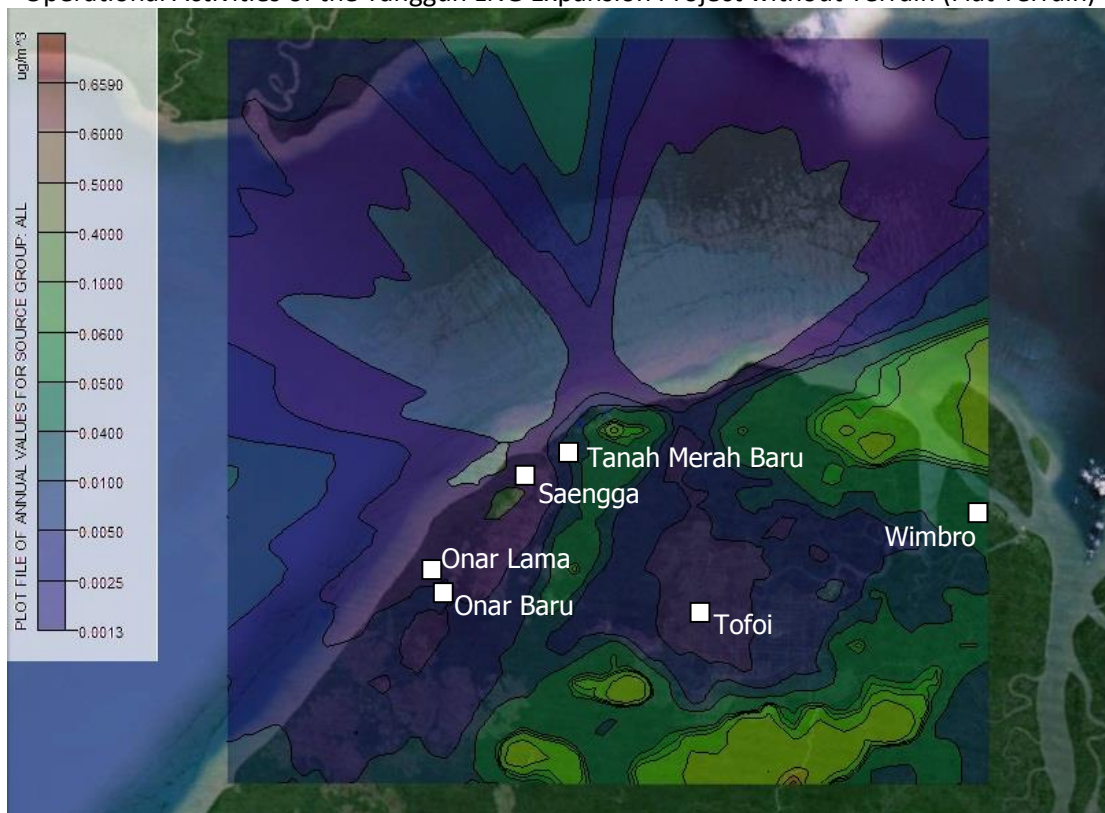 Operational Activities of the Tangguh LNG Expansion Project without Terrain (Flat Terrain)
ug/m^3
0.6590
0.6000
0.5000
0.4000
0.1000
0.0600
0.0500
0.0400
0.0100
0.0050
0.0025
0.0013
PLOT FILE OF ANNUAL VALUES FOR SOURCE GROUP: ALL
Tanah Merah Baru
Saengga
Wimbro
Onar Lama
Onar Baru
Tofoi